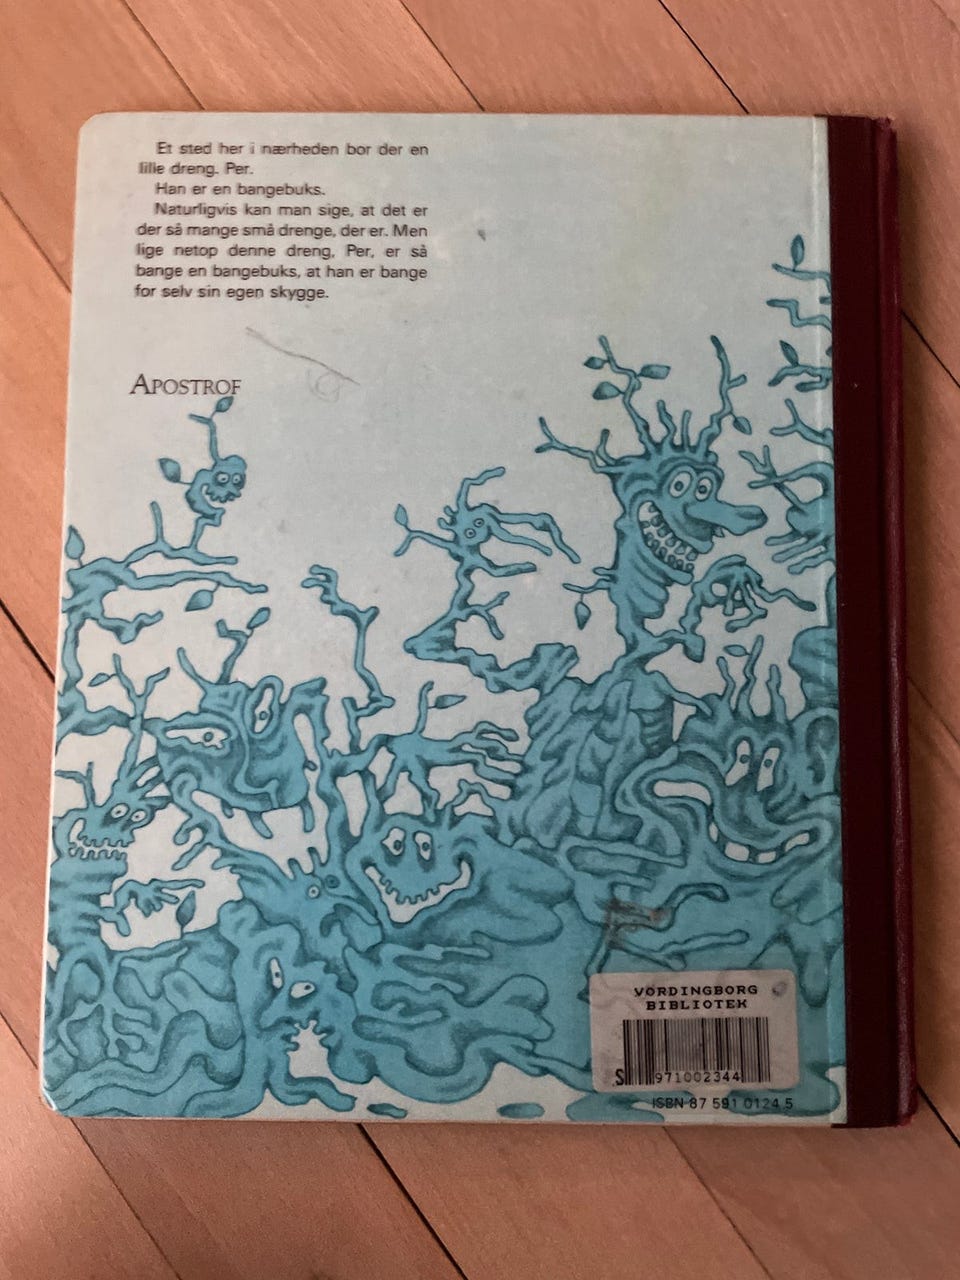 Et sted her i nærheden bor der en
lille dreng. Per.
Han er en bangebuks.
Naturligvis kan man sige, at det er
der så mange små drenge, der er. Men
lige netop denne dreng, Per, er så
bange en bangebuks, at han er bange
for selv sin egen skygge.
APOSTROF
VORDINGBORG
BIBLIOTEK
S 971002344
ISBN 87 591 0124 5